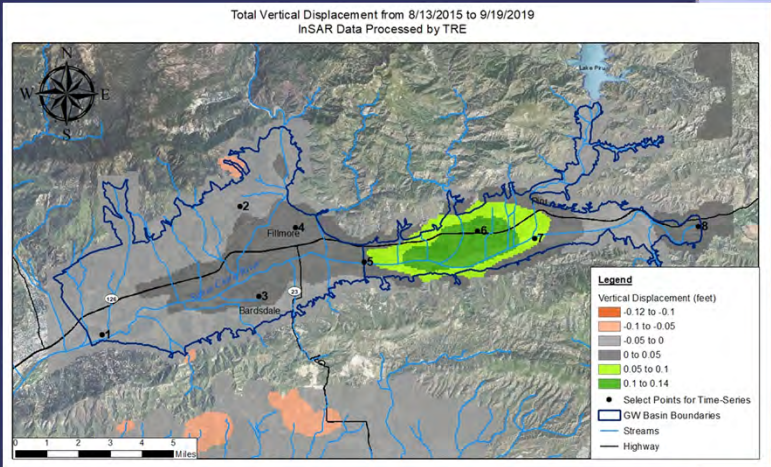 Total Vertical Displacement from 8/13/2015 to 9/19/2019
InSAR Data Processed by TRE
N
W E
S
Lake Piru
2
4
Fillmore
6
7
8
5
3
23
126
Bardsdale
1
0 1 2 3 4 5
Miles
Legend
Vertical Displacement (feet)
-0.12 to -0.1
-0.1 to -0.05
-0.05 to 0
0 to 0.05
0.05 to 0.1
0.1 to 0.14
Select Points for Time-Series
GW Basin Boundaries
Streams
Highway